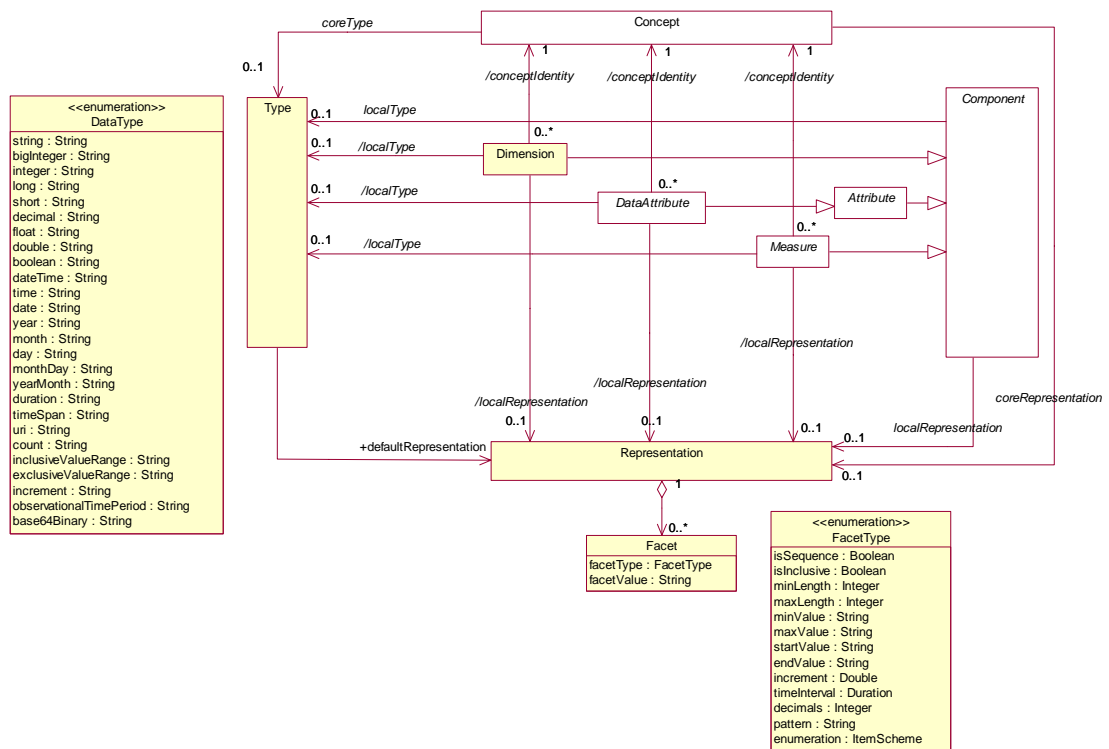 Concept
coreType
0..1
1
1
1
/conceptIdentity
/conceptIdentity
/conceptIdentity
<<enumeration>>
DataType
string : String
bigInteger : String
integer : String
long : String
short : String
decimal : String
float : String
double : String
boolean : String
dateTime : String
time : String
date : String
year : String
month : String
day : String
monthDay : String
yearMonth : String
duration : String
timeSpan : String
uri : String
count : String
inclusiveValueRange : String
exclusiveValueRange : String
increment : String
observationalTimePeriod : String
base64Binary : String
Type
0..1
localType
Component
0..1
/localType
0..*
Dimension
0..1
/localType
0..*
DataAttribute
Attribute
0..1
/localType
0..*
Measure
/localRepresentation
/localRepresentation
/localRepresentation
coreRepresentation
0..1
0..1
0..1
0..1
localRepresentation
+defaultRepresentation
Representation
0..1
1
0..*
Facet
facetType : FacetType
facetValue : String
<<enumeration>>
FacetType
isSequence : Boolean
isInclusive : Boolean
minLength : Integer
maxLength : Integer
minValue : String
maxValue : String
startValue : String
endValue : String
increment : Double
timeInterval : Duration
decimals : Integer
pattern : String
enumeration : ItemScheme